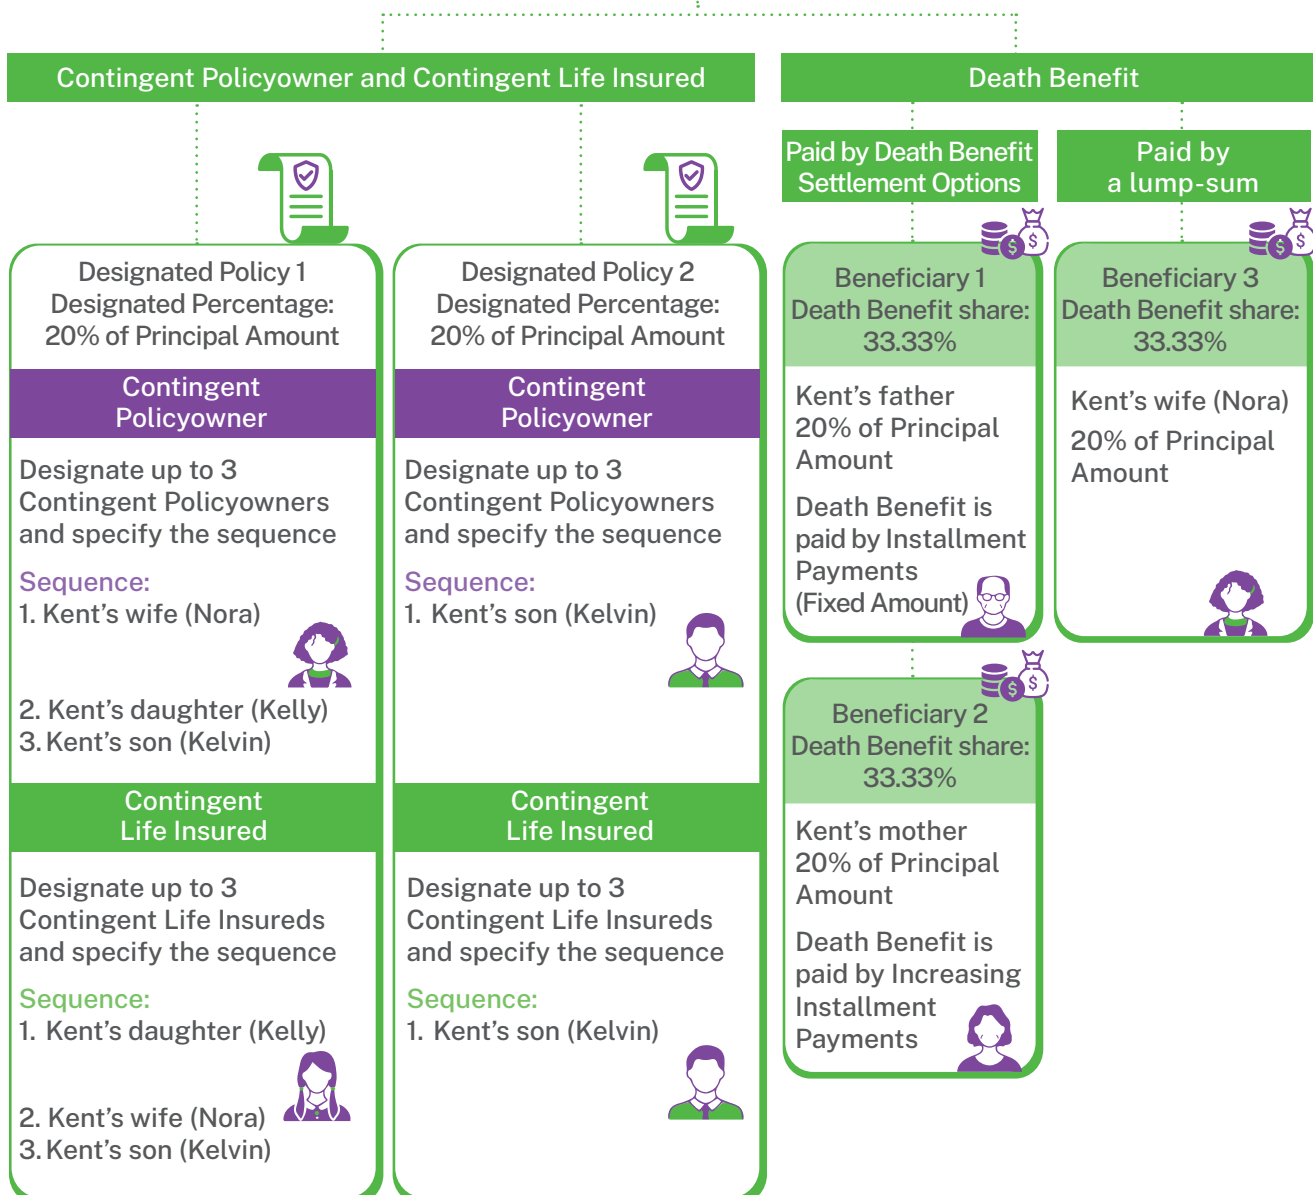 Contingent Policyowner and Contingent Life Insured
Designated Policy 1
Designated Percentage:
20% of Principal Amount
Contingent
Policyowner
Designate up to 3
Contingent Policyowners
and specify the sequence
Sequence:
1. Kent’s wife (Nora)
2. Kent’s daughter (Kelly)
3. Kent’s son (Kelvin)
Contingent
Life Insured
Designate up to 3
Contingent Life Insureds
and specify the sequence
Sequence:
1. Kent’s daughter (Kelly)
2. Kent’s wife (Nora)
3. Kent’s son (Kelvin)
Designated Policy 2
Designated Percentage:
20% of Principal Amount
Contingent
Policyowner
Designate up to 3
Contingent Policyowners
and specify the sequence
Sequence:
1. Kent’s son (Kelvin)
Contingent
Life Insured
Designate up to 3
Contingent Life Insureds
and specify the sequence
Sequence:
1. Kent’s son (Kelvin)
Death Benefit
Paid by Death Benefit
Settlement Options
$
$
Beneficiary 1
Death Benefit share:
33.33%
Kent’s father
20% of Principal
Amount
Death Benefit is
paid by Installment
Payments
(Fixed Amount)
$
$
Beneficiary 2
Death Benefit share:
33.33%
Kent’s mother
20% of Principal
Amount
Death Benefit is
paid by Increasing
Installment
Payments
Paid by
a lump-sum
$
$
Beneficiary 3
Death Benefit share:
33.33%
Kent’s wife (Nora)
20% of Principal
Amount